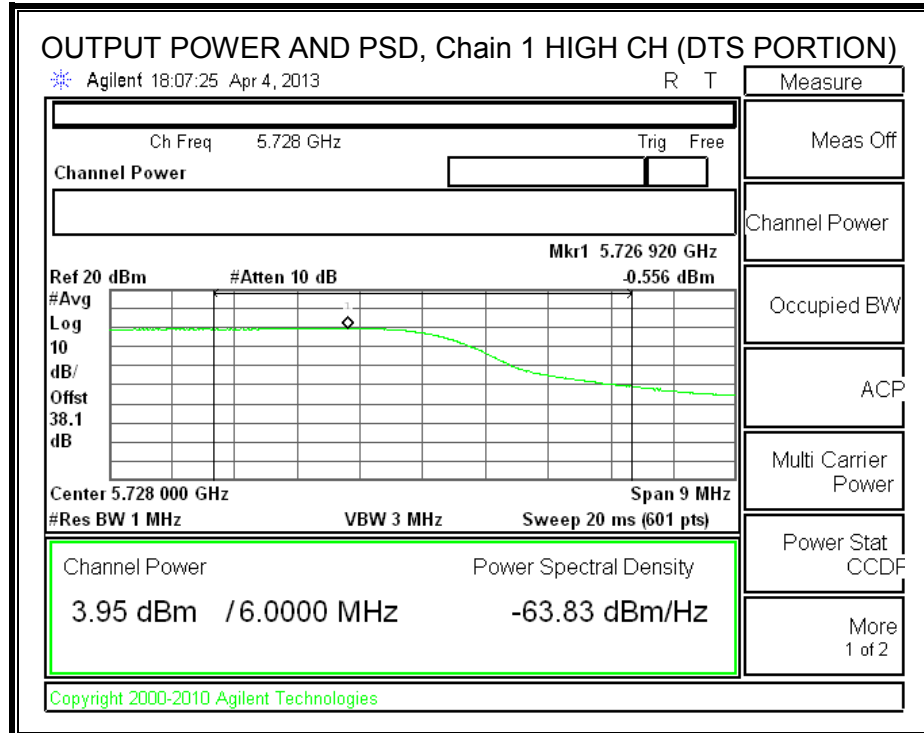 OUTPUT POWER AND PSD, Chain 1 HIGH CH (DTS PORTION)
Agilent 18:07:25 Apr 4, 2013 R T
Measure
Ch Freq 5.728 GHz Trig Free
Meas Off
Channel Power
Channel Power
Mkr1 5.726 920 GHz
Ref 20 dBm #Atten 10 dB -0.556 dBm
#Avg
Log
10
dB/
Offst
38.1
dB
1
Occupied BW
ACP
Multi Carrier
Power
Center 5.728 000 GHz Span 9 MHz
#Res BW 1 MHz VBW 3 MHz Sweep 20 ms (601 pts)
Power Stat
CCDF
Channel Power Power Spectral Density
3.95 dBm / 6.0000 MHz -63.83 dBm/Hz
More
1 of 2
Copyright 2000-2010 Agilent Technologies